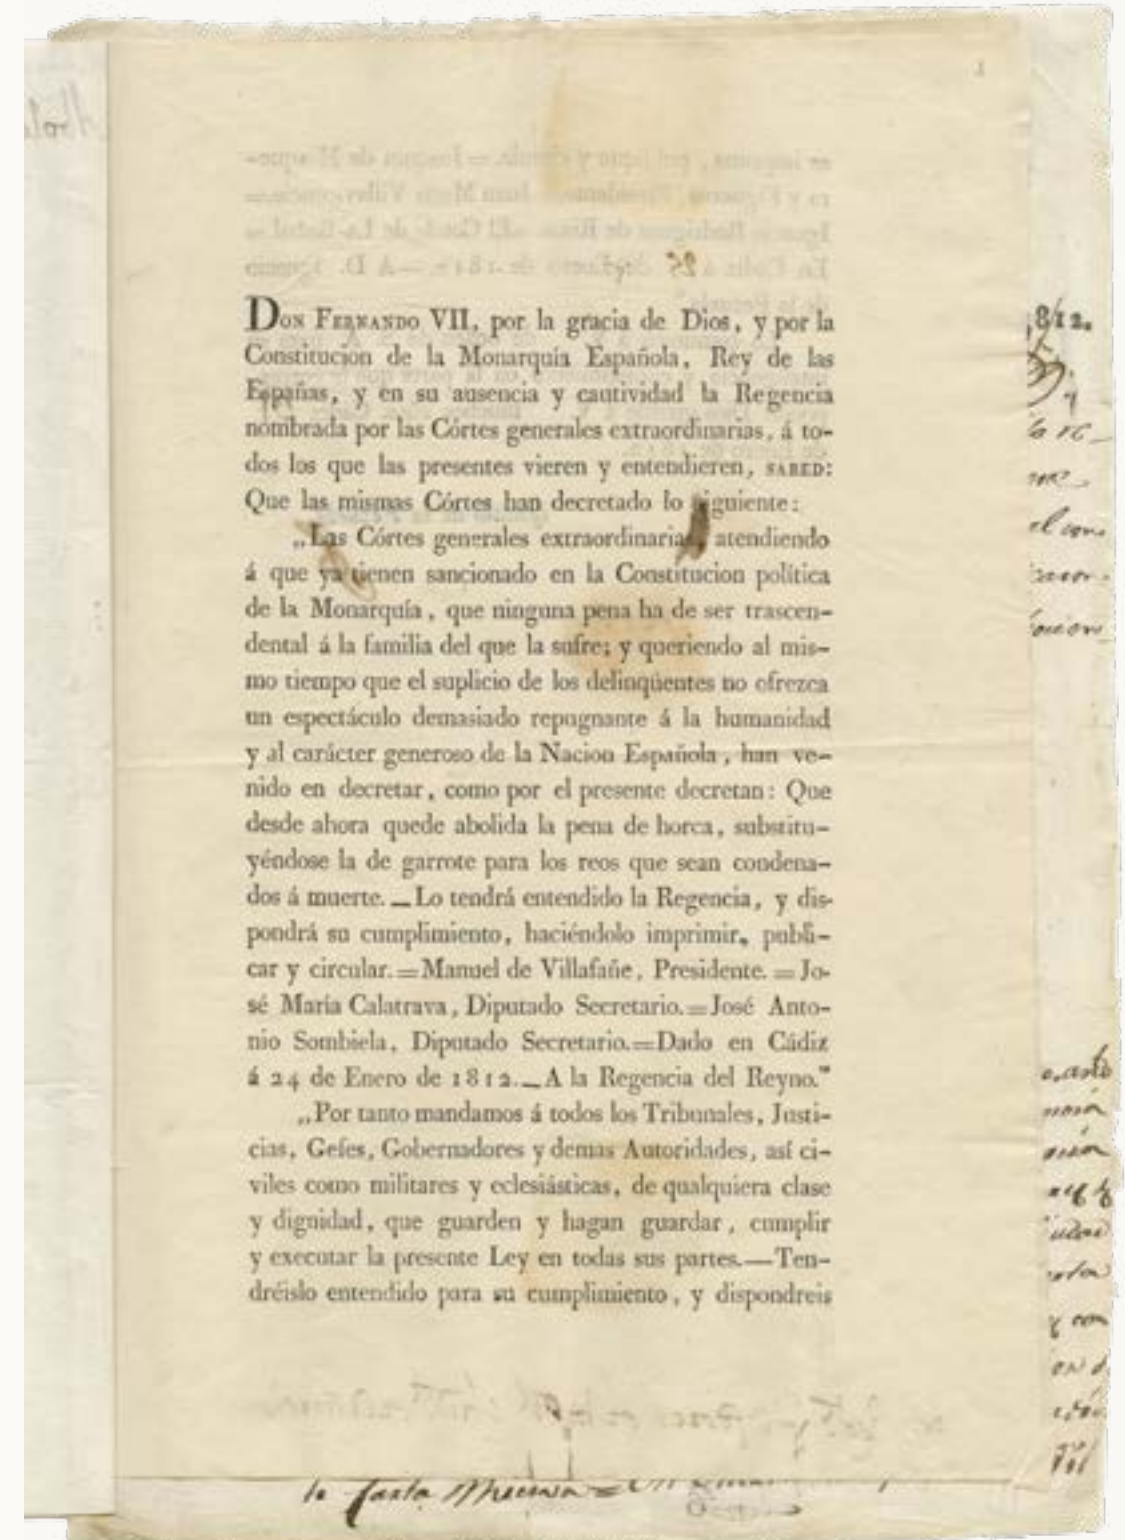 1
DON FERNANDO VII, por la gracia de Dios, y por la
Constitucion de la Monarquía Española, Rey de las
Españas, y en su ausencia y cautividad la Regencia
nombrada por las Córtes generales extraordinarias, á to-
dos los que las presentes vieren y entendieren, SABED:
Que las mismas Córtes han decretado lo siguiente:
„Las Córtes generales extraordinarias, atendiendo
á que ya tienen sancionado en la Constitucion política
de la Monarquía, que ninguna pena ha de ser trascen-
dental á la familia del que la sufre; y queriendo al mis-
mo tiempo que el suplicio de los delinqüentes no ofrezca
un espectáculo demasiado repugnante á la humanidad
y al carácter generoso de la Nacion Española, han ve-
nido en decretar, como por el presente decretan: Que
desde ahora quede abolida la pena de horca, substitu-
yéndose la de garrote para los reos que sean condena-
dos á muerte. — Lo tendrá entendido la Regencia, y dis-
pondrá su cumplimiento, haciéndolo imprimir, publi-
car y circular. = Manuel de Villafañe, Presidente. = Jo-
sé María Calatrava, Diputado Secretario. = José Anto-
nio Sombiela, Diputado Secretario. = Dado en Cádiz
á 24 de Enero de 1812. — A la Regencia del Reyno."
„Por tanto mandamos á todos los Tribunales, Justi-
cias, Gefes, Gobernadores y demas Autoridades, así ci-
viles como militares y eclesiásticas, de qualquiera clase
y dignidad, que guarden y hagan guardar, cumplir
y executar la presente Ley en todas sus partes. — Ten-
dréislo entendido para su cumplimiento, y dispondreis